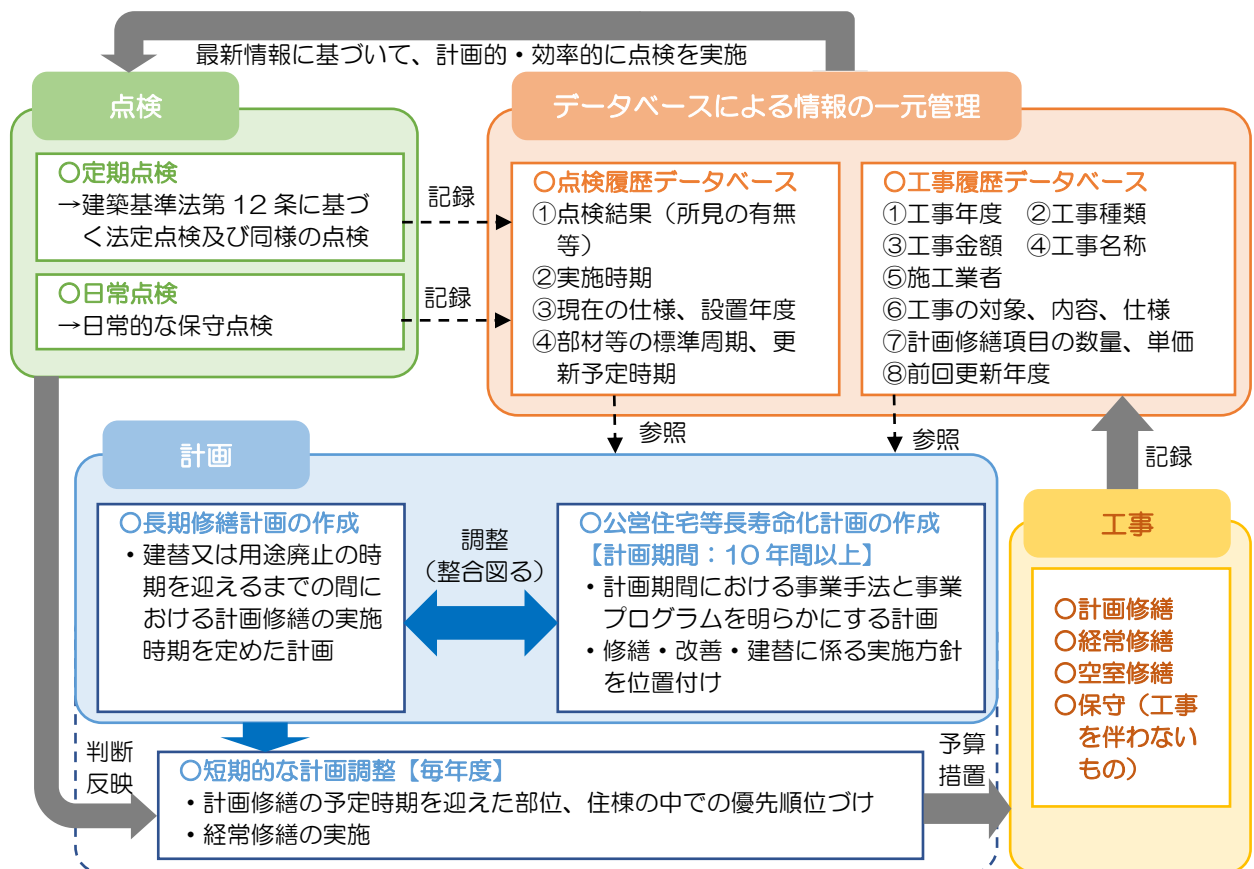 最新情報に基づいて、計画的・効率的に点検を実施
点検
○定期点検
→建築基準法第 12 条に基づ
く法定点検及び同様の点検
○日常点検
→日常的な保守点検
記録
記録
データベースによる情報の一元管理
○点検履歴データベース
①点検結果（所見の有無
等）
②実施時期
③現在の仕様、設置年度
④部材等の標準周期、更
新予定時期
○工事履歴データベース
①工事年度　②工事種類
③工事金額　④工事名称
⑤施工業者
⑥工事の対象、内容、仕様
⑦計画修繕項目の数量、単価
⑧前回更新年度
参照
参照
記録
計画
○長期修繕計画の作成
・建替又は用途廃止の時
期を迎えるまでの間に
おける計画修繕の実施
時期を定めた計画
調整
（整合図る）
○公営住宅等長寿命化計画の作成
【計画期間：10 年間以上】
・計画期間における事業手法と事業
プログラムを明らかにする計画
・修繕・改善・建替に係る実施方針
を位置付け
判断
反映
○短期的な計画調整【毎年度】
・計画修繕の予定時期を迎えた部位、住棟の中での優先順位づけ
・経常修繕の実施
予算
措置
工事
○計画修繕
○経常修繕
○空室修繕
○保守（工事
を伴わない
もの）